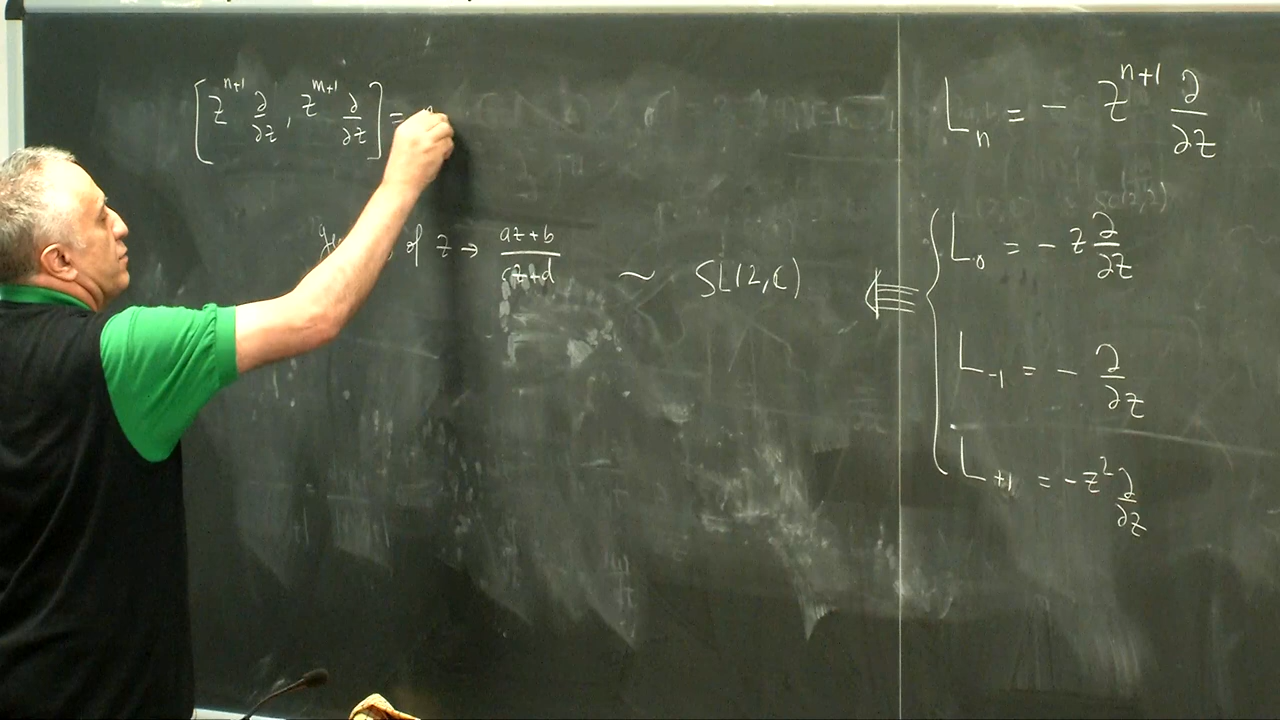 [z^{n+1} ∂/∂z, z^{m+1} ∂/∂z] =
of z → (az+b)/(cz+d) ~ SL(2,C)
L_n = - z^{n+1} ∂/∂z
L_0 = - z ∂/∂z
L_{-1} = - ∂/∂z
L_{+1} = - z^2 ∂/∂z